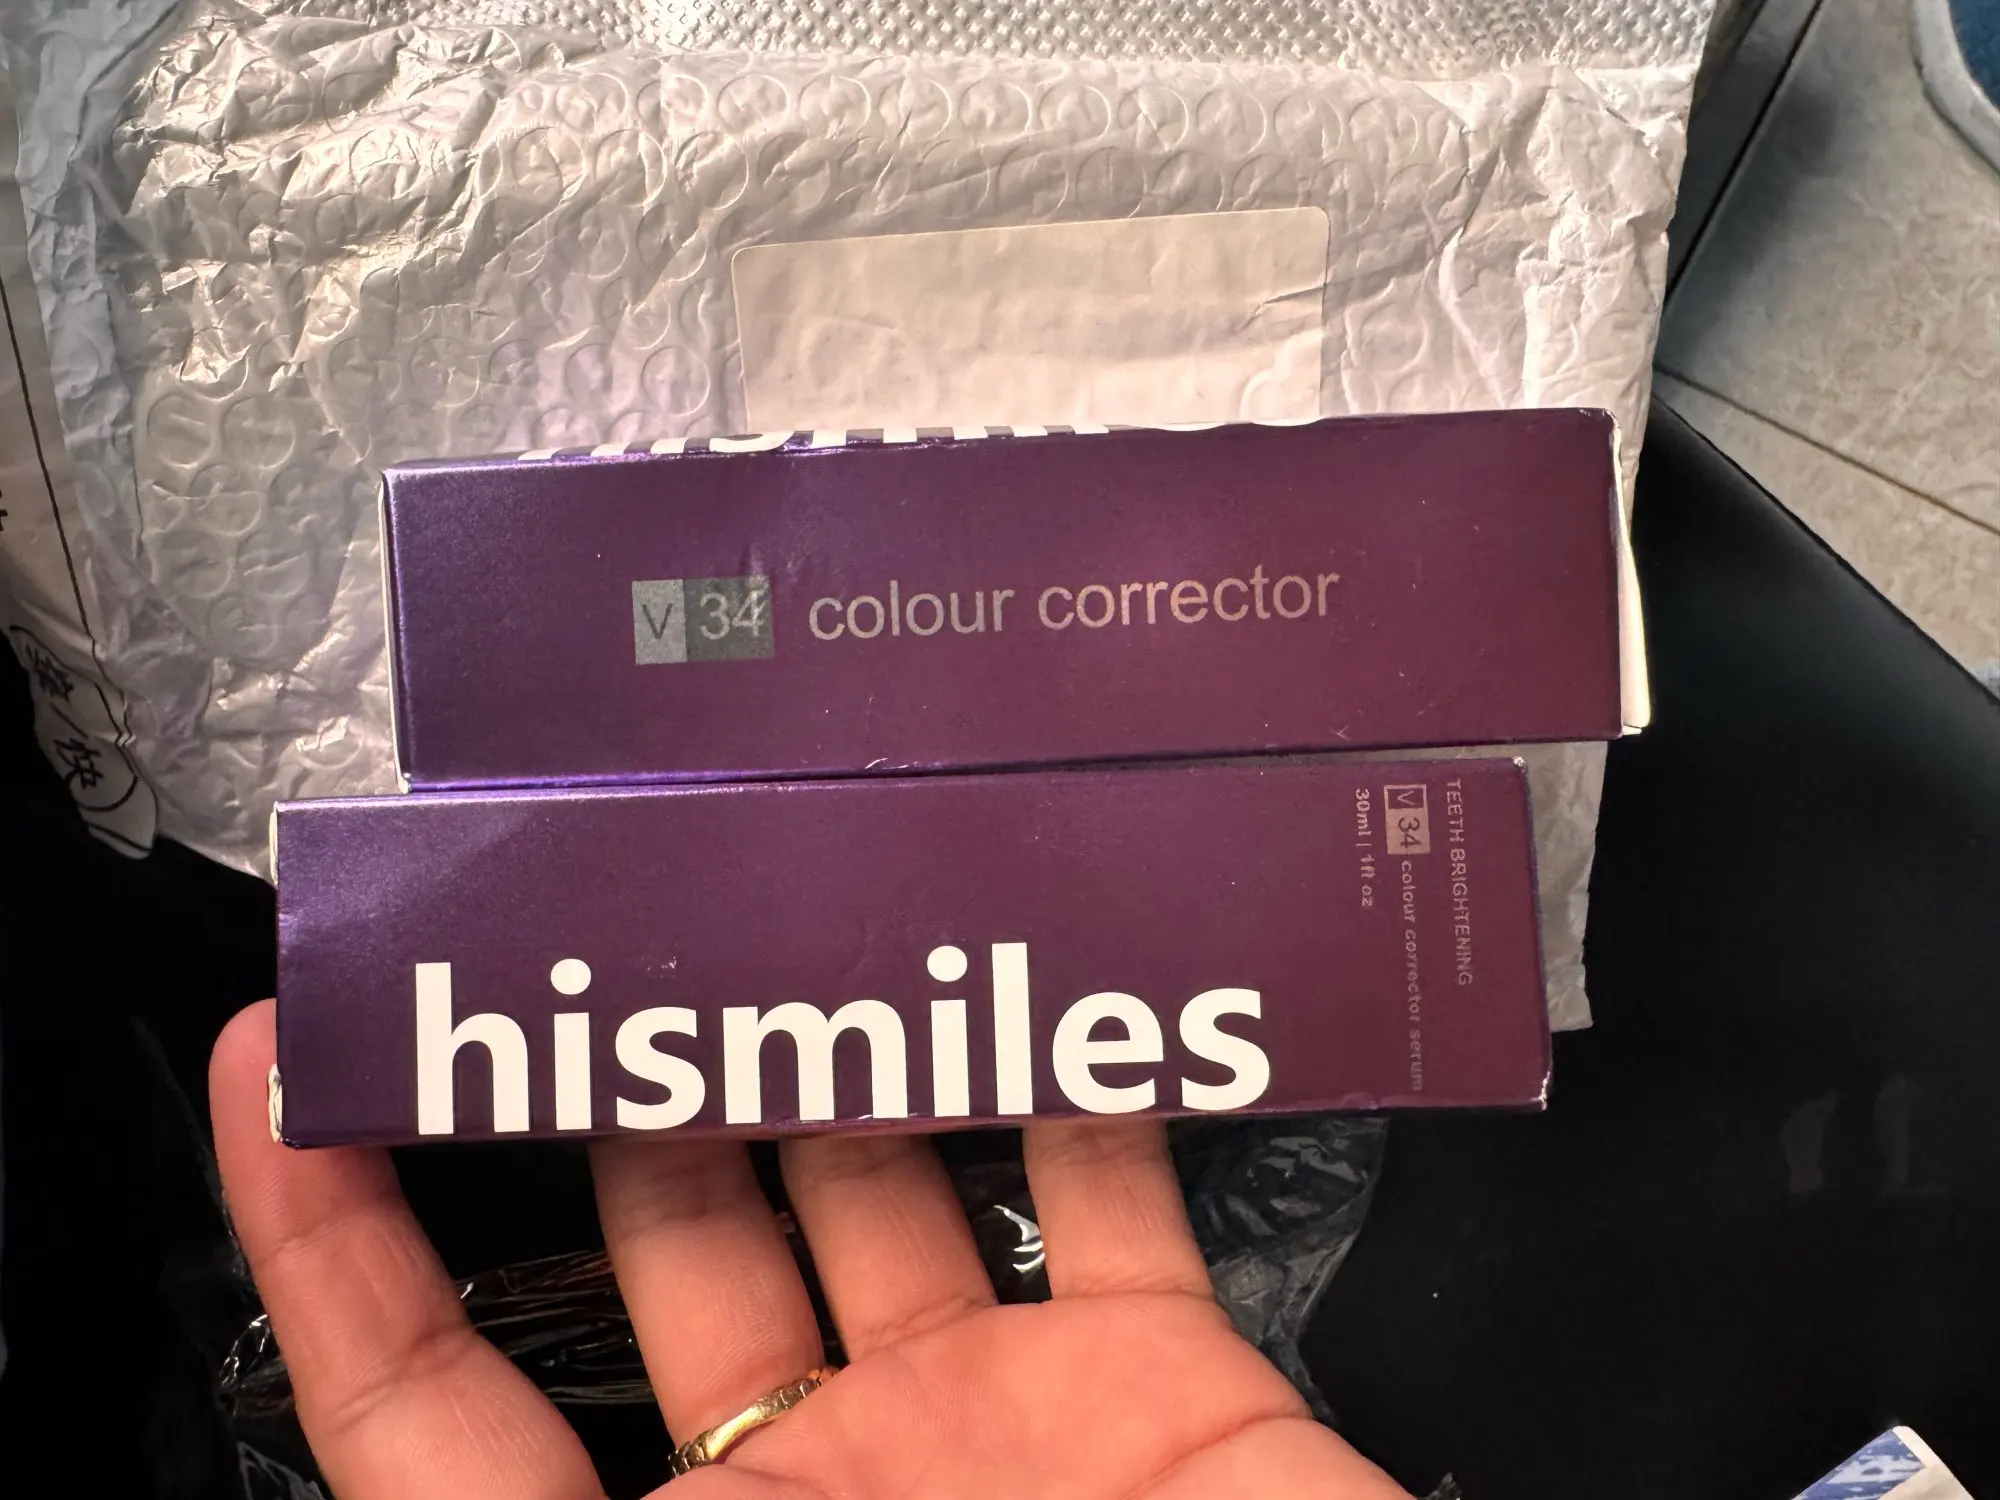 V 34 colour corrector
hismiles
TEETH BRIGHTENING
V 34 colour corrector serum
30ml | 1fl oz